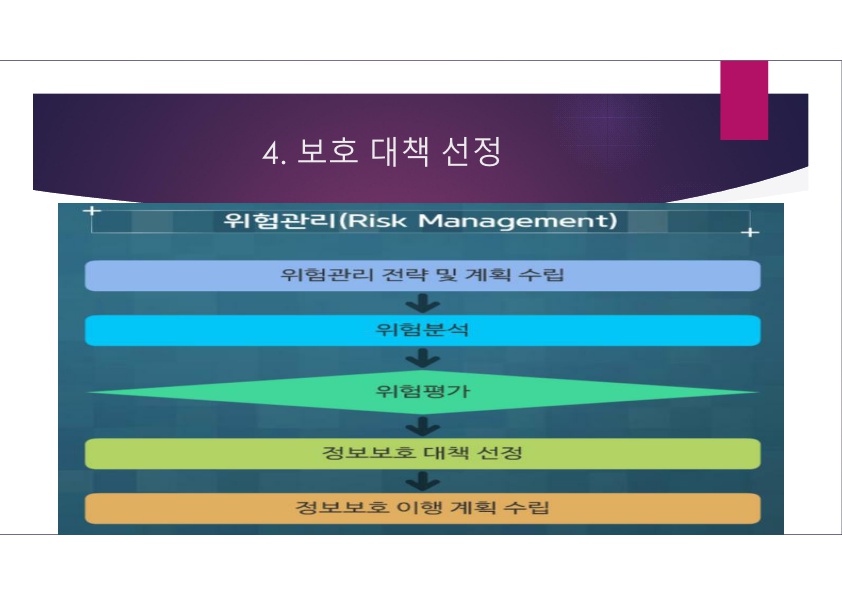 4. 보호 대책 선정
위험관리(Risk Management)
위험관리 전략 및 계획 수립
위험분석
위험평가
정보보호 대책 선정
정보보호 이행 계획 수립